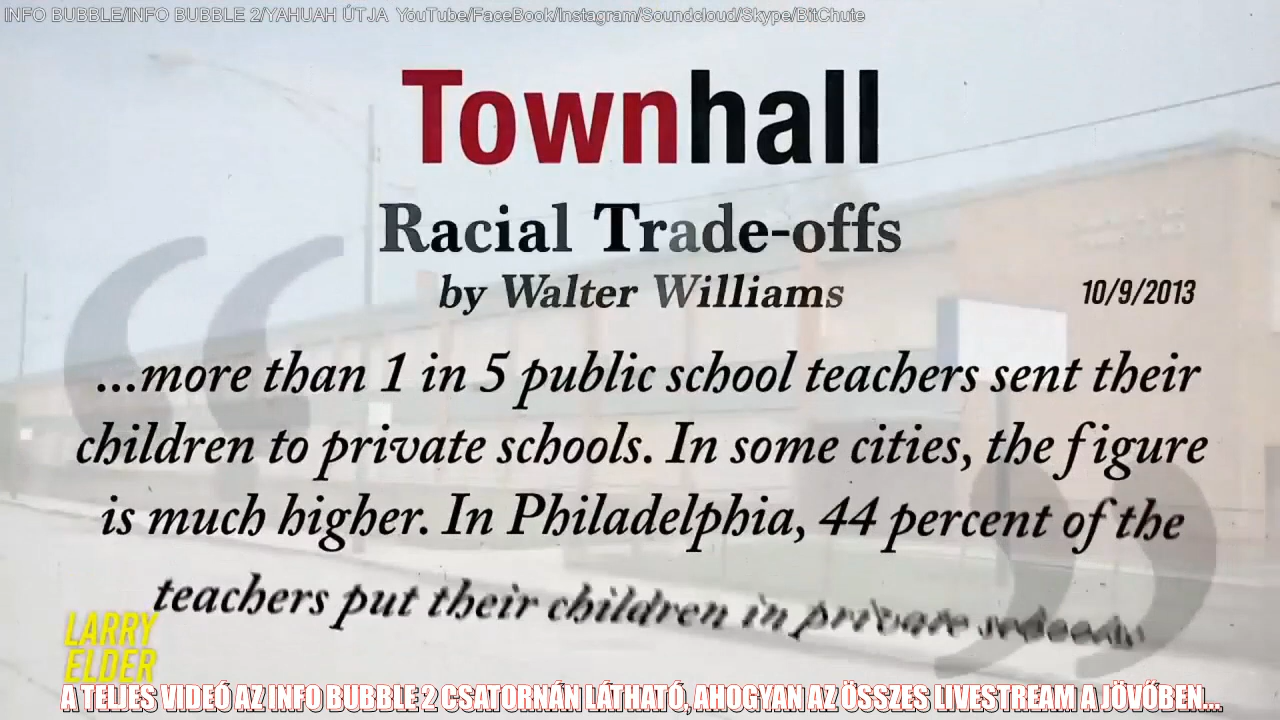 INFO BUBBLE/INFO BUBBLE 2/YAHUAH ÚTJA YouTube/FaceBook/Instagram/Soundcloud/Skype/BitChute
Townhall
Racial Trade-offs
by Walter Williams
10/9/2013
...more than 1 in 5 public school teachers sent their
children to private schools. In some cities, the figure
is much higher. In Philadelphia, 44 percent of the
teachers put their children in private
LARRY
ELDER
A TELJES VIDEÓ AZ INFO BUBBLE 2 CSATORNÁN LÁTHATÓ, AHOGYAN AZ ÖSSZES LIVESTREAM A JÖVŐBEN...